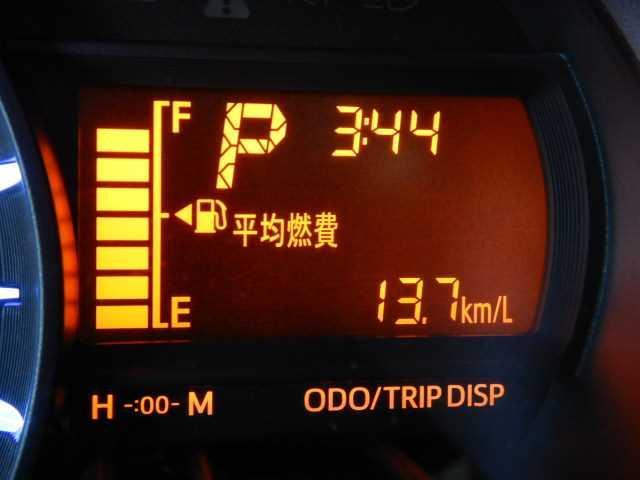 F
P 3:44
平均燃費
E 13.7km/L
H -:00- M ODO/TRIP DISP